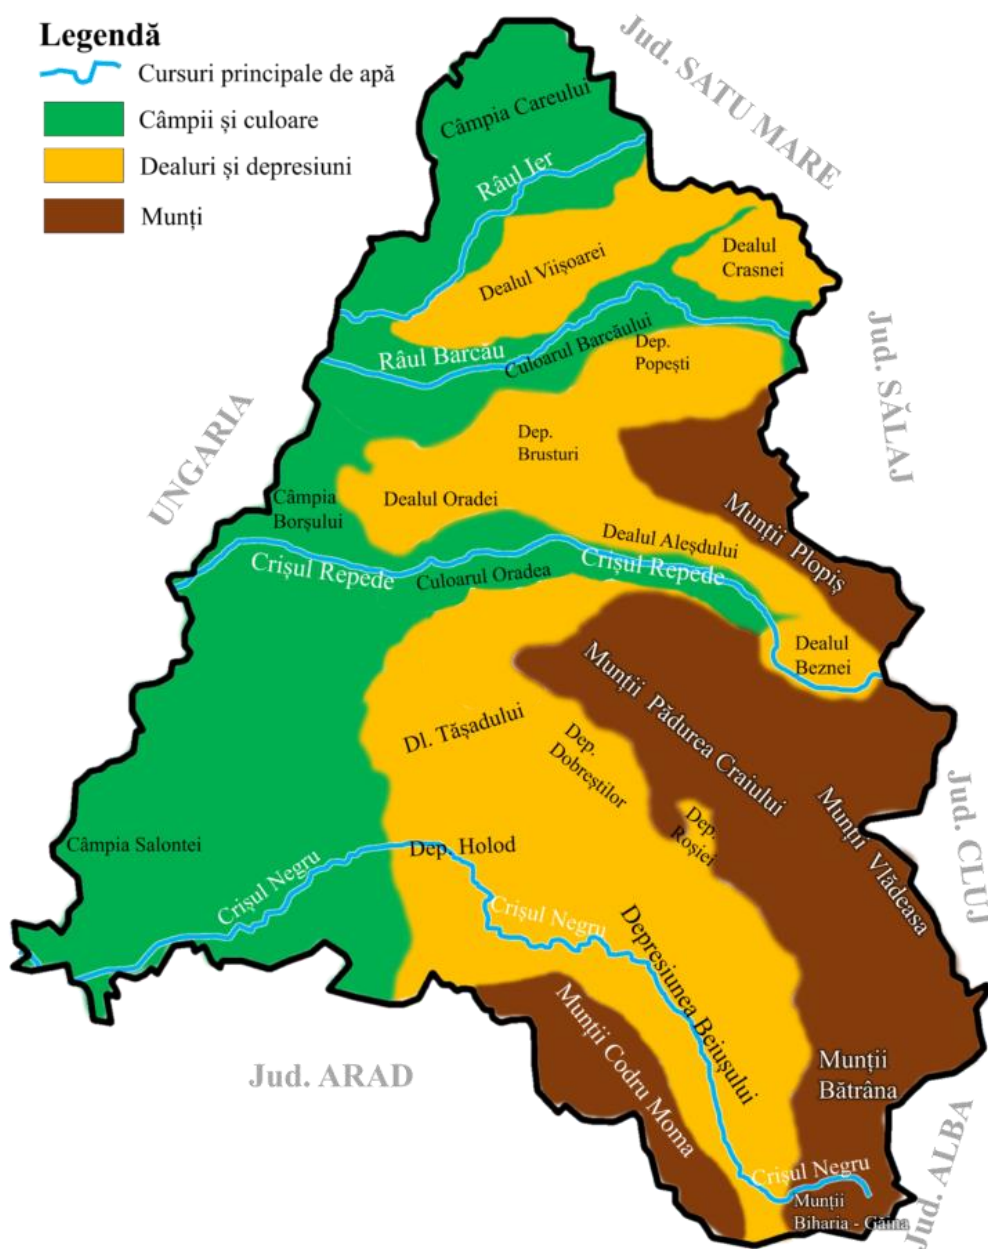 Legendă
Cursuri principale de apă
Câmpii și culoare
Dealuri și depresiuni
Munți
Jud. SATU MARE
Câmpia Careului
Râul Ier
Dealul
Crasnei
Dealul Viișoarei
Râul Barcău
Culoarul Barcăului
Dep.
Popești
Jud. SĂLAJ
UNGARIA
Dep.
Brusturi
Câmpia
Borșului
Dealul Oradei
Dealul Aleșdului
Munții Plopiș
Crișul Repede
Culoarul Oradea
Crișul Repede
Dealul
Beznei
Munții Pădurea Craiului
Dl. Tășadului
Dep.
Dobreștilor
Dep.
Roșiei
Munții Vlădeasa
Jud. CLUJ
Câmpia Salontei
Dep. Holod
Crișul Negru
Crișul Negru
Depresiunea Beiușului
Munții Codru Moma
Munții
Bătrâna
Jud. ARAD
Jud. ALBA
Crișul Negru
Munții
Biharia - Găina